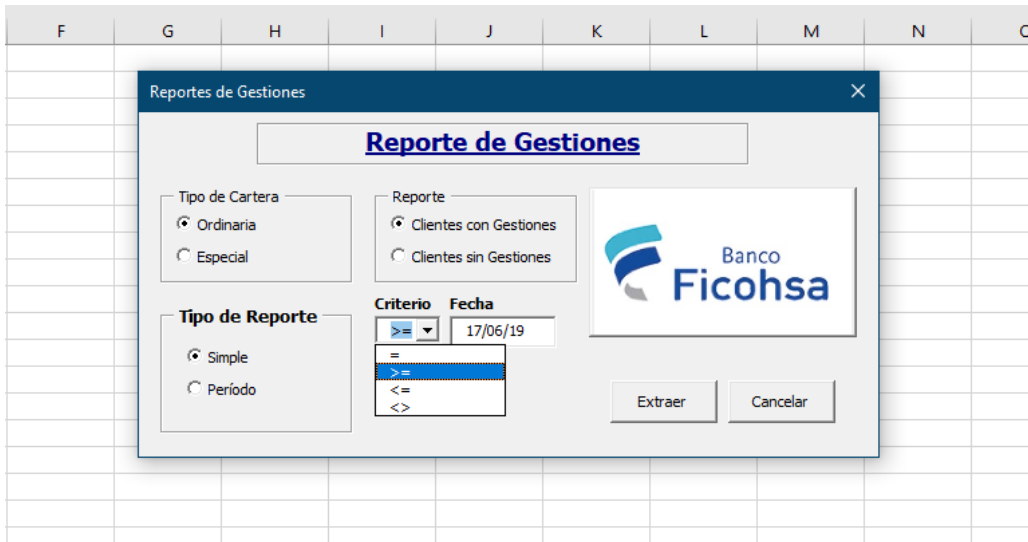 F G H I J K L M N
Reportes de Gestiones
Reporte de Gestiones
Tipo de Cartera
Ordinaria
Especial
Reporte
Clientes con Gestiones
Clientes sin Gestiones
Banco
Ficohsa
Tipo de Reporte
Simple
Período
Criterio Fecha
>= 17/06/19
=
>=
<=
<>
Extraer Cancelar